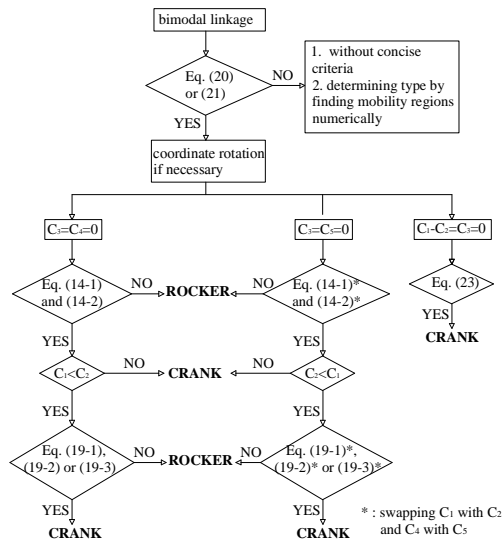 bimodal linkage
Eq. (20)
or (21)
NO
1. without concise
criteria
2. determining type by
finding mobility regions
numerically
YES
coordinate rotation
if necessary
C₃=C₄=0
C₃=C₅=0
C₁-C₂=C₃=0
Eq. (14-1)
and (14-2)
NO
ROCKER
NO
Eq. (14-1)*
and (14-2)*
Eq. (23)
YES
CRANK
YES
YES
C₁<C₂
NO
CRANK
NO
C₂<C₁
YES
YES
Eq. (19-1),
(19-2) or (19-3)
NO
ROCKER
NO
Eq. (19-1)*,
(19-2)* or (19-3)*
YES
CRANK
YES
CRANK
* : swapping C₁ with C₂
and C₄ with C₅